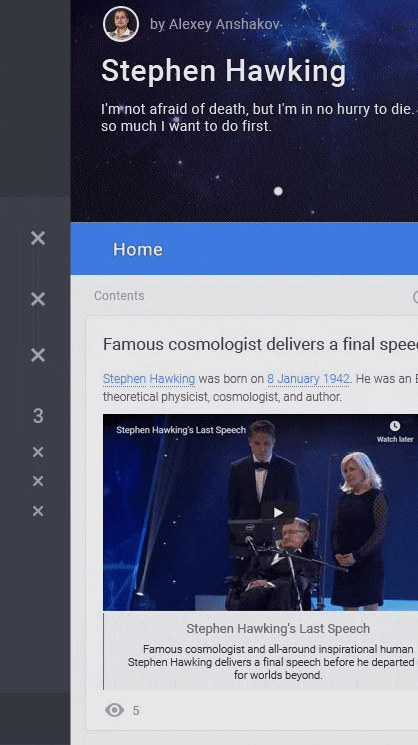 by Alexey Anshakov
Stephen Hawking
I'm not afraid of death, but I'm in no hurry to die.
so much I want to do first.
Home
Contents
Famous cosmologist delivers a final spee
Stephen Hawking was born on 8 January 1942. He was an E
theoretical physicist, cosmologist, and author.
Stephen Hawking's Last Speech
Watch later
Stephen Hawking's Last Speech
Famous cosmologist and all-around inspirational human
Stephen Hawking delivers a final speech before he departed
for worlds beyond.
3
5